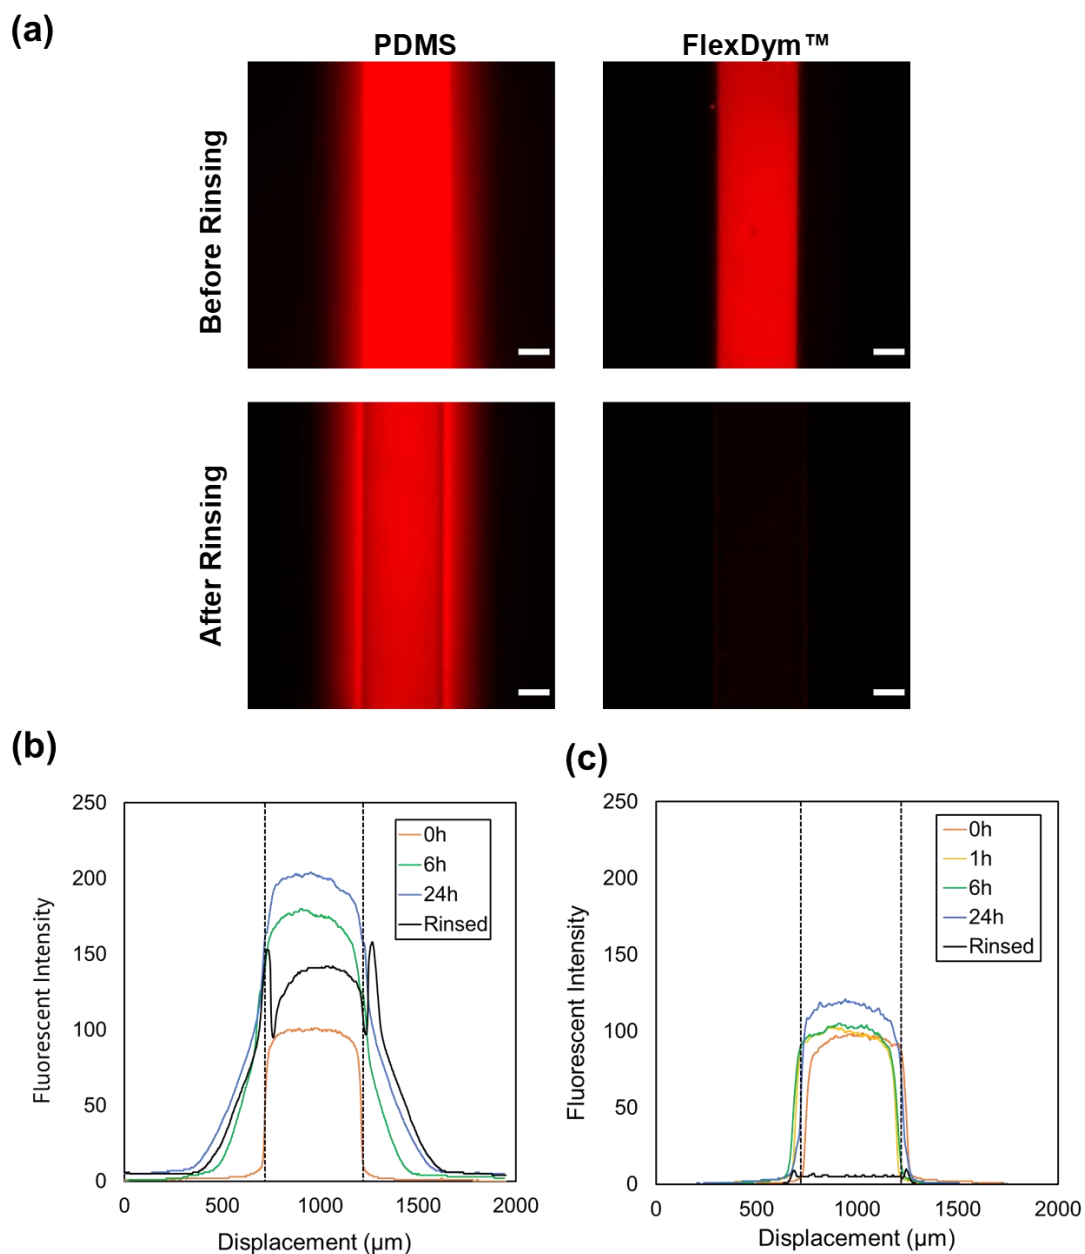 (a)
PDMS FlexDym™
Before Rinsing
After Rinsing
(b)
250
200
150
100
50
0
Fluorescent Intensity
0 500 1000 1500 2000
Displacement (µm)
0h
6h
24h
Rinsed
(c)
250
200
150
100
50
0
Fluorescent Intensity
0 500 1000 1500 2000
Displacement (µm)
0h
1h
6h
24h
Rinsed